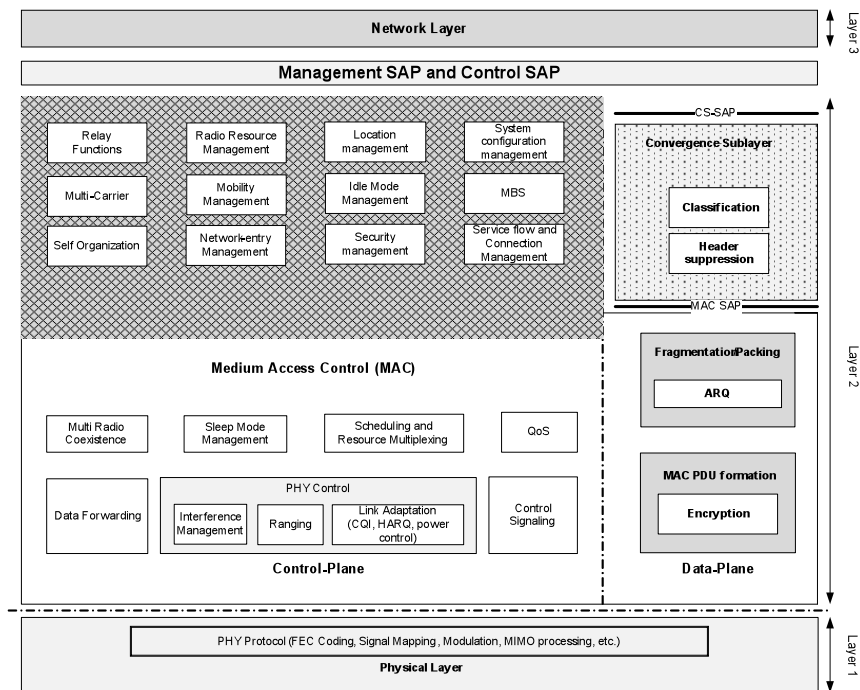 Network Layer
Layer 3
Management SAP and Control SAP
Relay
Functions
Radio Resource
Management
Location
management
System
configuration
management
Multi-Carrier
Mobility
Management
Idle Mode
Management
MBS
Self Organization
Network-entry
Management
Security
management
Service flow and
Connection
Management
CS-SAP
Convergence Sublayer
Classification
Header
suppression
MAC SAP
Layer 2
Medium Access Control (MAC)
Multi Radio
Coexistence
Sleep Mode
Management
Scheduling and
Resource Multiplexing
QoS
Data Forwarding
PHY Control
Interference
Management
Ranging
Link Adaptation
(CQI, HARQ, power
control)
Control
Signaling
Control-Plane
Fragmentation/Packing
ARQ
MAC PDU formation
Encryption
Data-Plane
PHY Protocol (FEC Coding, Signal Mapping, Modulation, MIMO processing, etc.)
Physical Layer
Layer 1